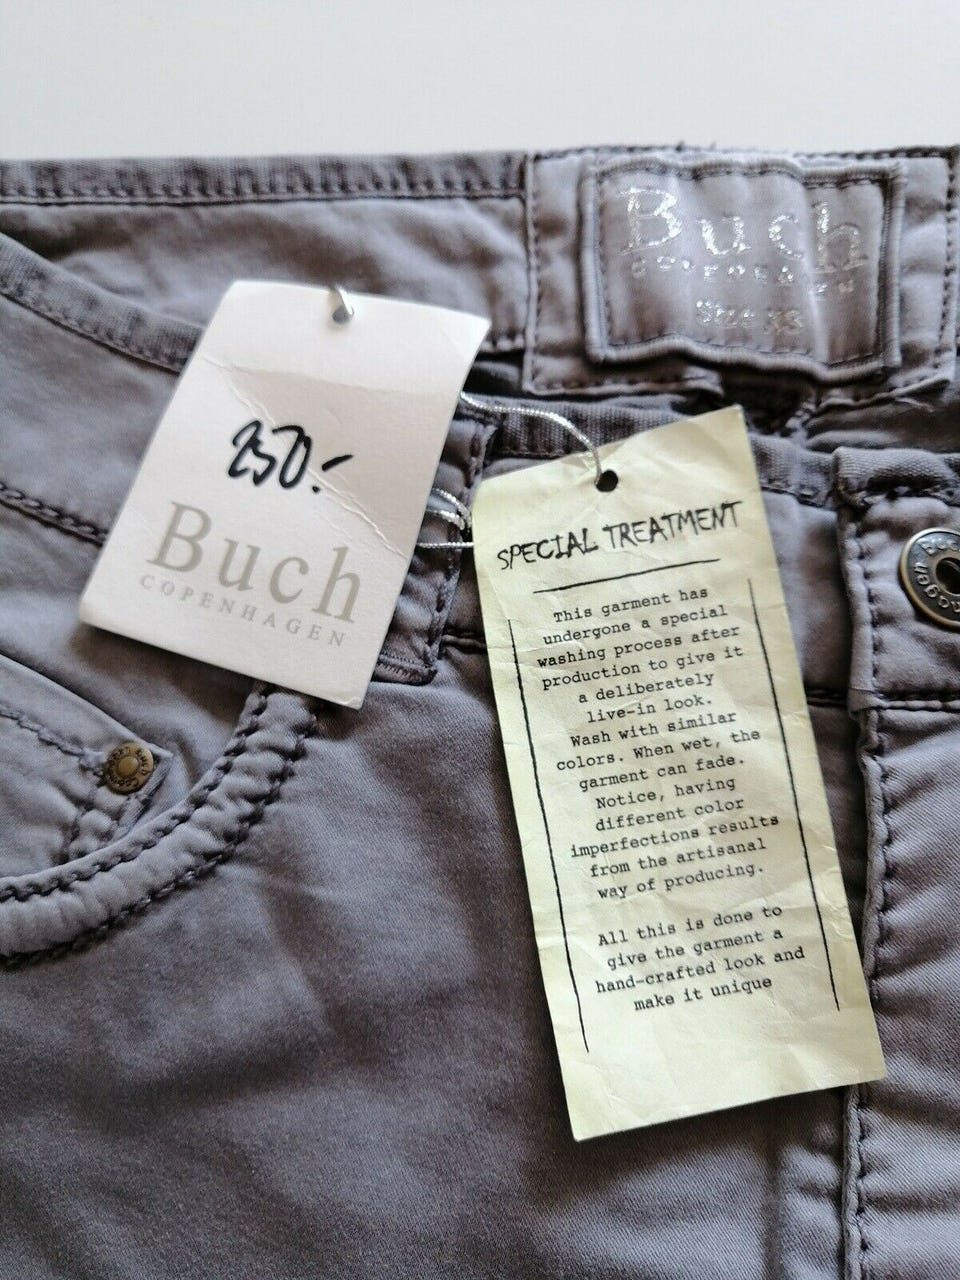 Buch
COPENHAGEN
Size XS
250.-
Buch
COPENHAGEN
SPECIAL TREATMENT
This garment has
undergone a special
washing process after
production to give it
a deliberately
live-in look.
Wash with similar
colors. When wet, the
garment can fade.
Notice, having
different color
imperfections results
from the artisanal
way of producing.
All this is done to
give the garment a
hand-crafted look and
make it unique